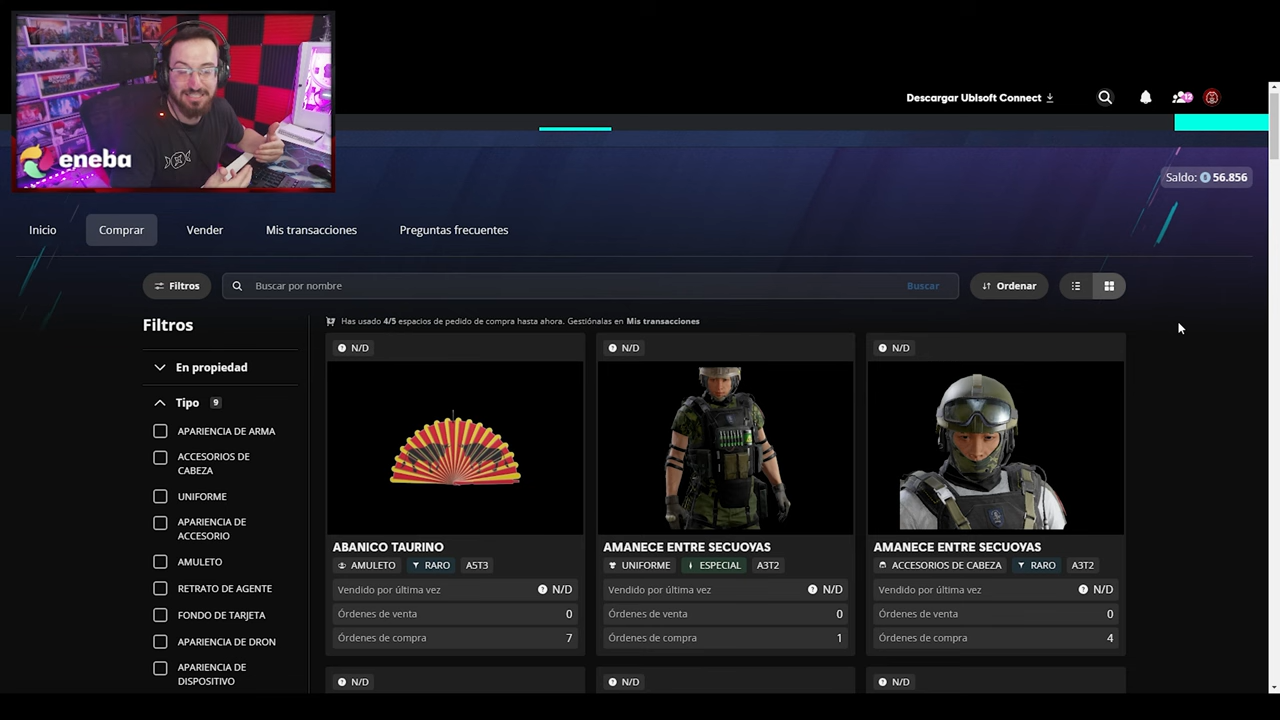 eneba
Descargar Ubisoft Connect
Saldo: 56.856
Inicio
Comprar
Vender
Mis transacciones
Preguntas frecuentes
Filtros
Buscar por nombre
Buscar
Ordenar
Filtros
En propiedad
Tipo 9
APARIENCIA DE ARMA
ACCESORIOS DE
CABEZA
UNIFORME
APARIENCIA DE
ACCESORIO
AMULETO
RETRATO DE AGENTE
FONDO DE TARJETA
APARIENCIA DE DRON
APARIENCIA DE
DISPOSITIVO
Has usado 4/5 espacios de pedido de compra hasta ahora. Gestiónalas en Mis transacciones
N/D
ABANICO TAURINO
AMULETO RARO A5T3
Vendido por última vez N/D
Órdenes de venta 0
Órdenes de compra 7
N/D
AMANECE ENTRE SECUOYAS
UNIFORME ESPECIAL A3T2
Vendido por última vez N/D
Órdenes de venta 0
Órdenes de compra 1
N/D
AMANECE ENTRE SECUOYAS
ACCESORIOS DE CABEZA RARO A3T2
Vendido por última vez N/D
Órdenes de venta 0
Órdenes de compra 4
N/D
N/D
N/D